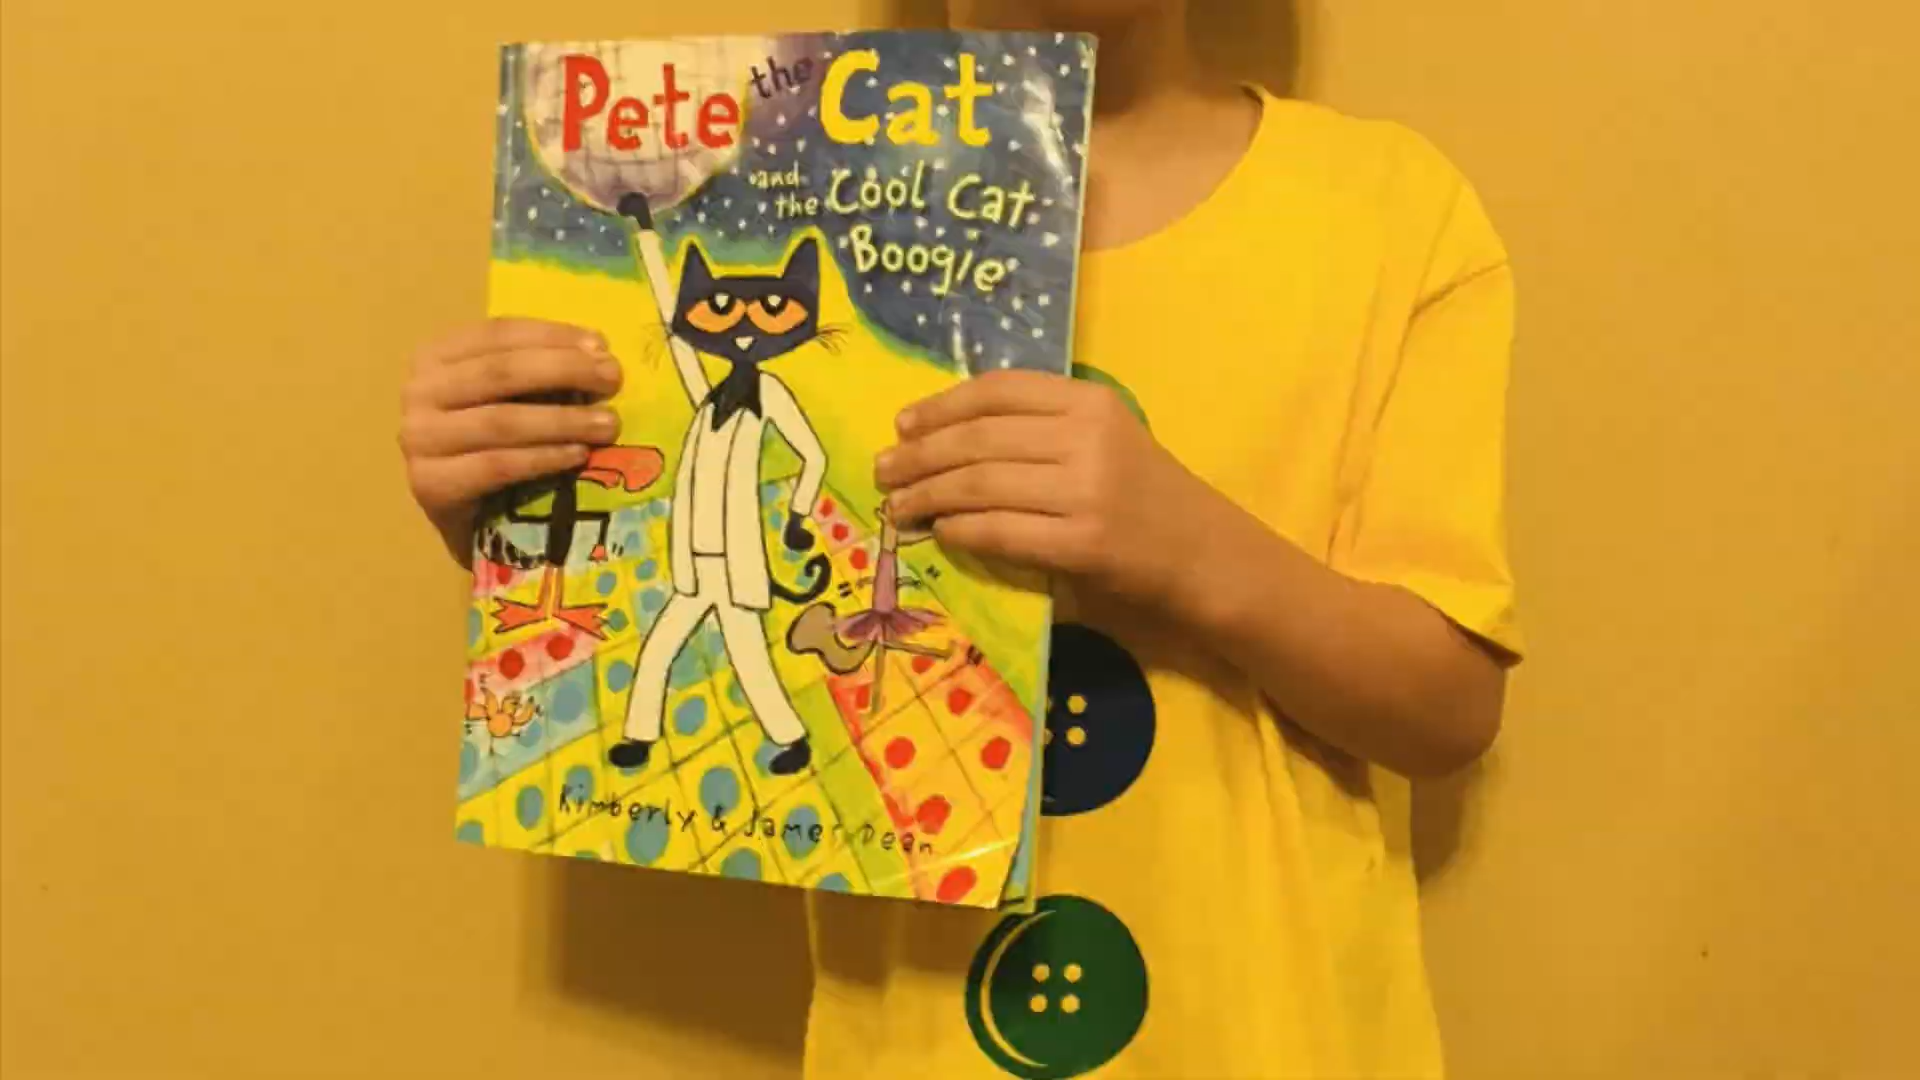 Pete the Cat
and the Cool Cat
Boogie
Kimberly & James Dean